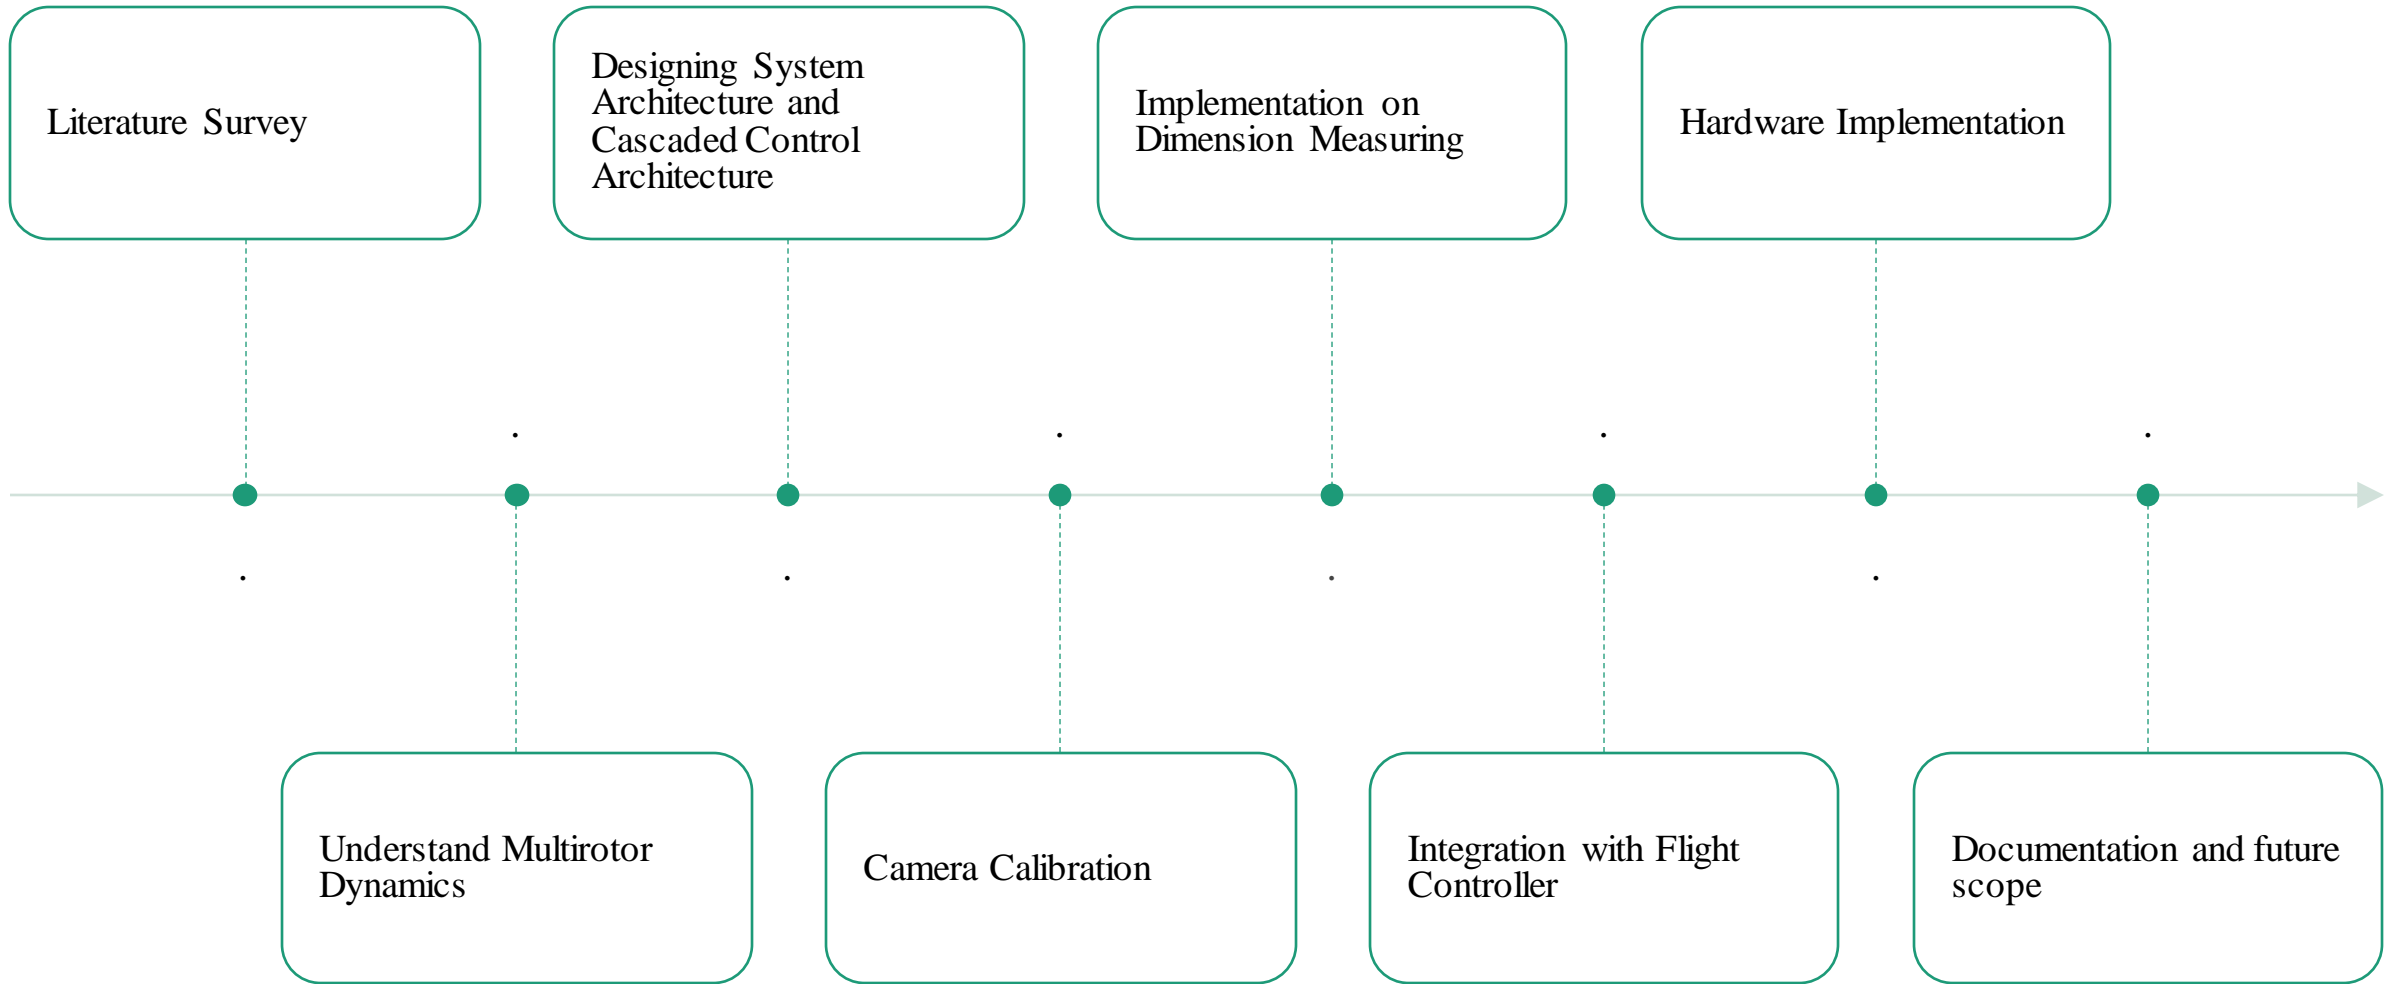 Literature Survey
Designing System
Architecture and
Cascaded Control
Architecture
Implementation on
Dimension Measuring
Hardware Implementation
.
.
.
.
.
.
.
.
Understand Multirotor
Dynamics
Camera Calibration
Integration with Flight
Controller
Documentation and future
scope